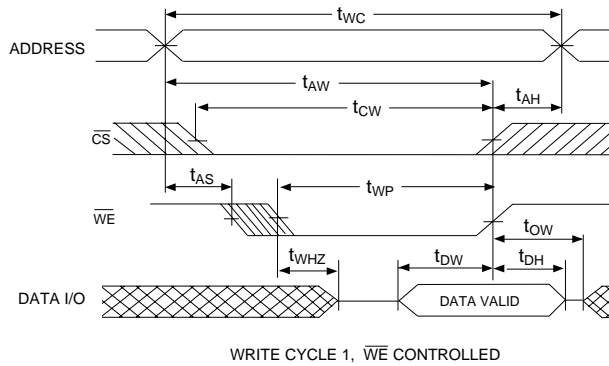 tWC
ADDRESS
tAW
tCW
tAH
CS
tAS
tWP
WE
tOW
tWHZ
tDW
tDH
DATA I/O
DATA VALID
WRITE CYCLE 1, WE CONTROLLED